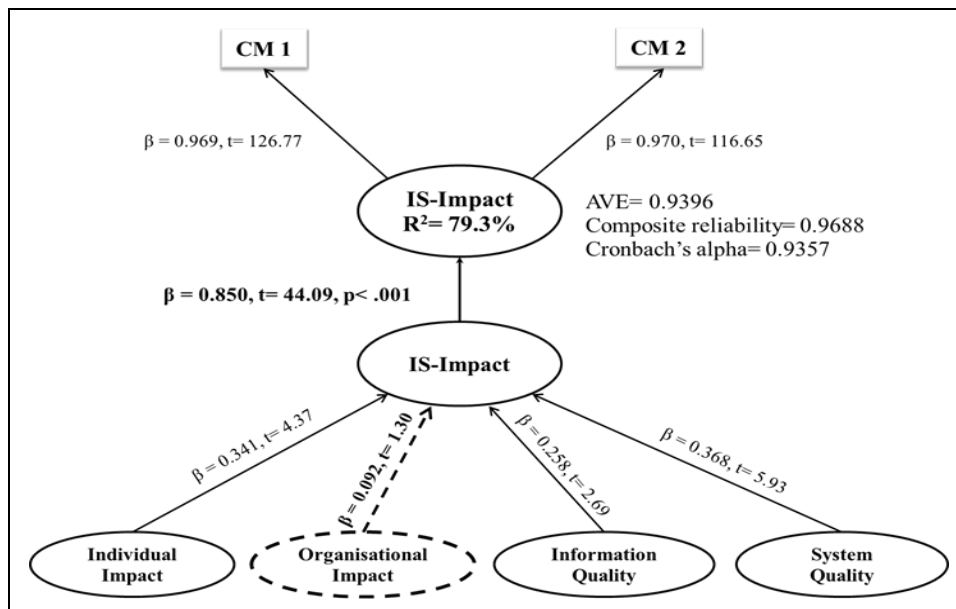 CM 1
CM 2
β = 0.969, t= 126.77
β = 0.970, t= 116.65
IS-Impact
R²= 79.3%
AVE= 0.9396
Composite reliability= 0.9688
Cronbach’s alpha= 0.9357
β = 0.850, t= 44.09, p< .001
IS-Impact
β = 0.341, t= 4.37
β = 0.092, t= 1.30
β = 0.258, t= 2.69
β = 0.368, t= 5.93
Individual
Impact
Organisational
Impact
Information
Quality
System
Quality